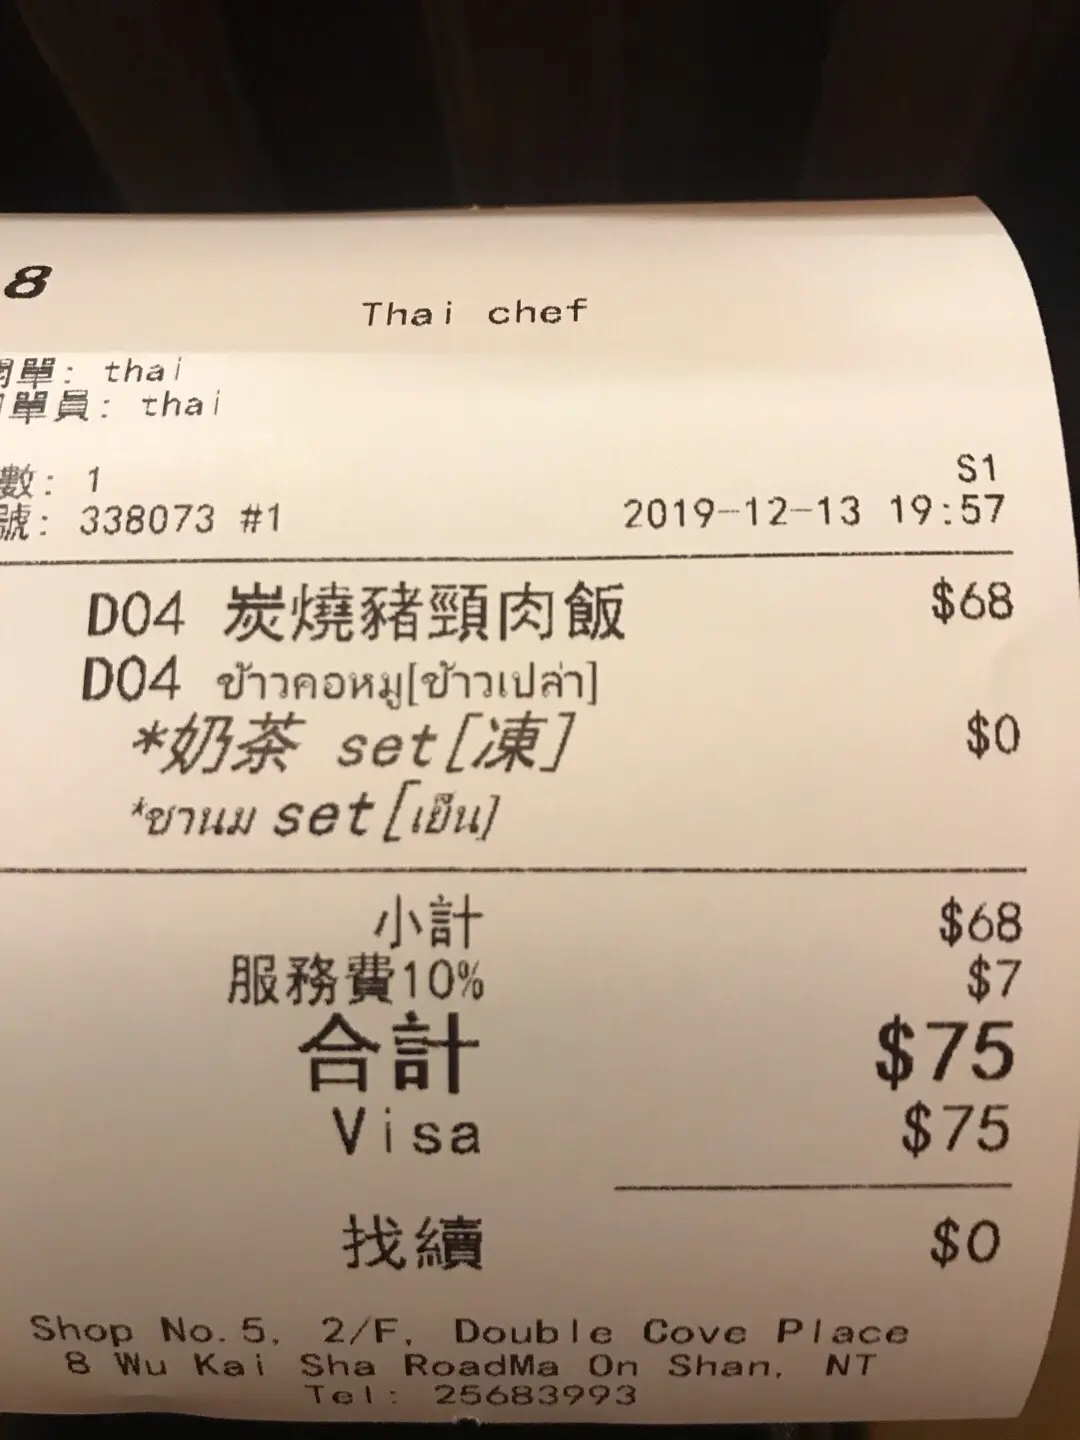 8
Thai chef
開單: thai
單員: thai
數: 1
S1
號: 338073 #1
2019-12-13 19:57
D04 炭燒豬頸肉飯 $68
D04 ข้าวคอหมู[ข้าวเปล่า]
*奶茶 set[凍] $0
*ชานม set[เย็น]
小計 $68
服務費10% $7
合計 $75
Visa $75
找續 $0
Shop No.5, 2/F, Double Cove Place
8 Wu Kai Sha RoadMa On Shan, NT
Tel: 25683993